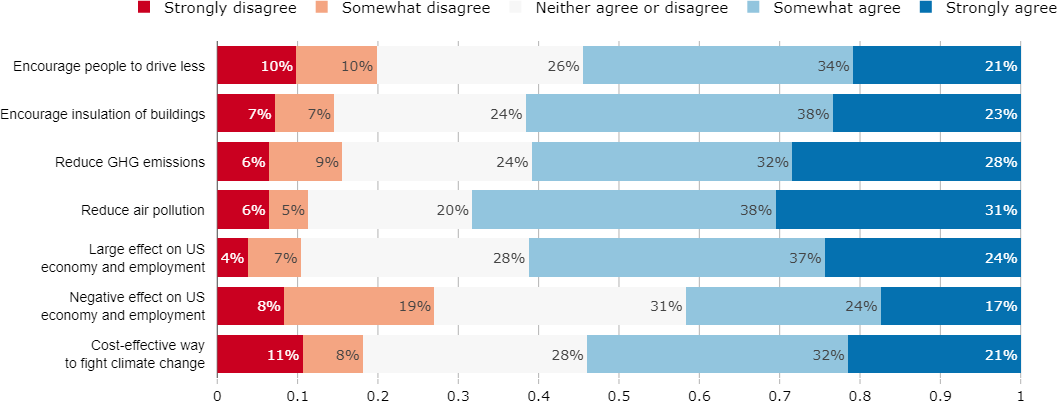 Strongly disagree Somewhat disagree Neither agree or disagree Somewhat agree Strongly agree
Encourage people to drive less 10% 10% 26% 34% 21%
Encourage insulation of buildings 7% 7% 24% 38% 23%
Reduce GHG emissions 6% 9% 24% 32% 28%
Reduce air pollution 6% 5% 20% 38% 31%
Large effect on US
economy and employment 4% 7% 28% 37% 24%
Negative effect on US
economy and employment 8% 19% 31% 24% 17%
Cost-effective way
to fight climate change 11% 8% 28% 32% 21%
0 0.1 0.2 0.3 0.4 0.5 0.6 0.7 0.8 0.9 1